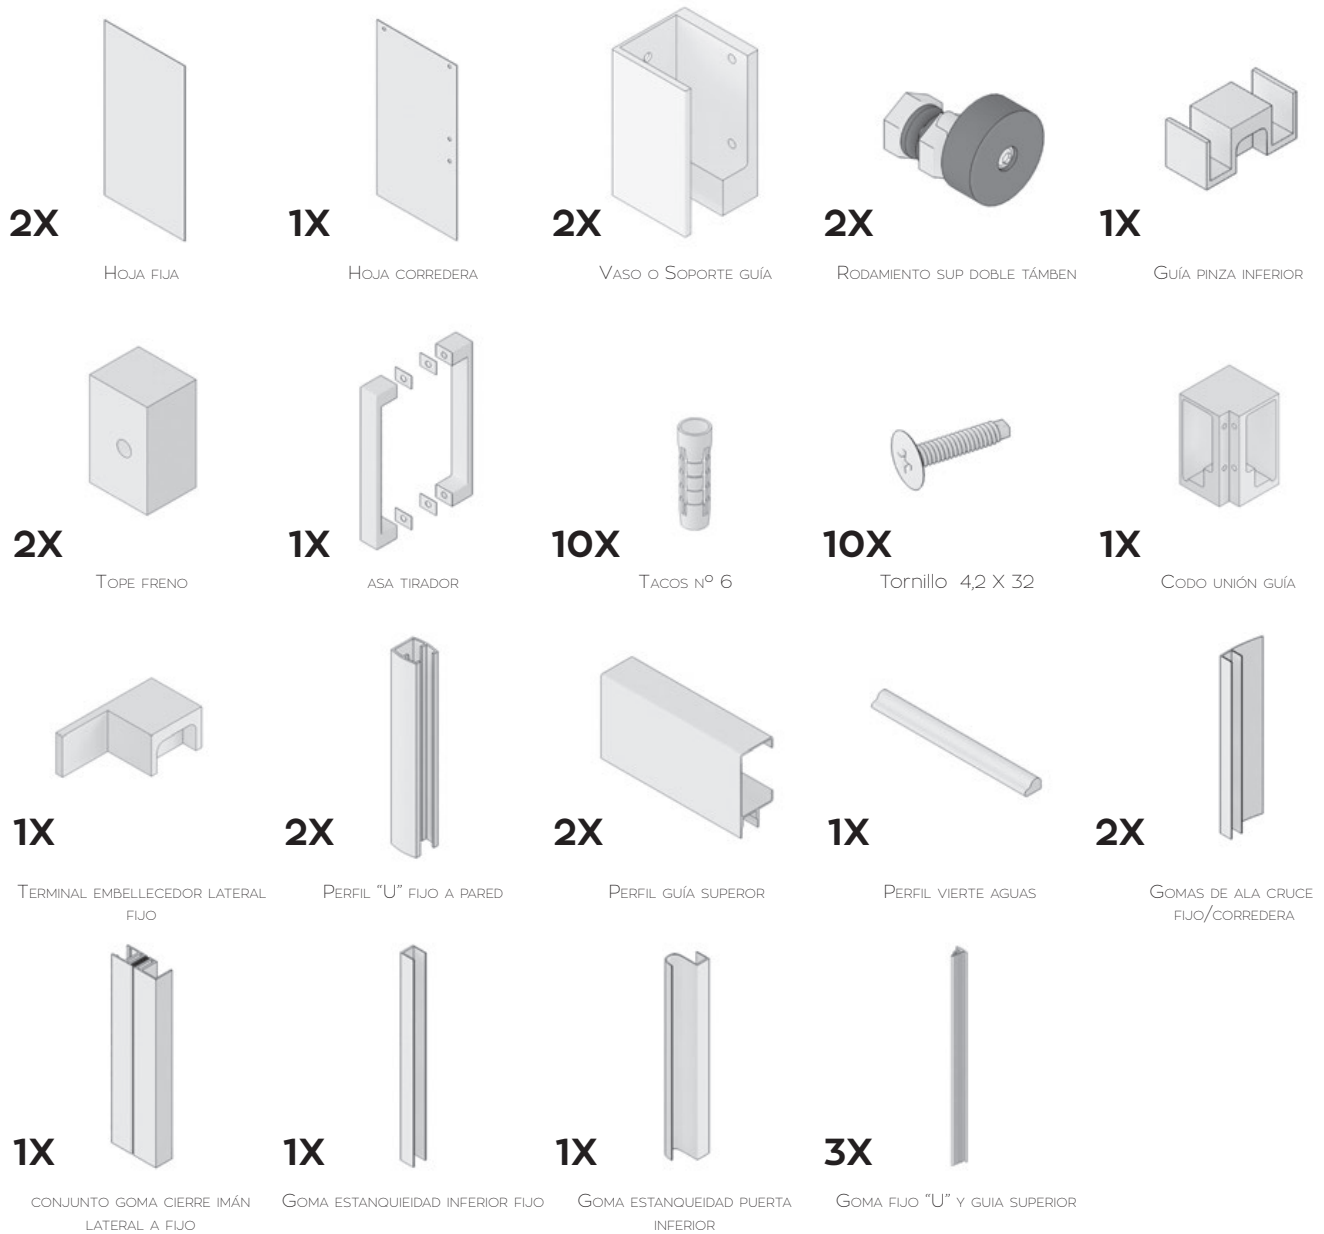 2X
1X
2X
2X
1X
Hoja fija
Hoja corredera
Vaso o Soporte guía
Rodamiento sup doble támben
Guía pinza inferior
2X
1X
10X
10X
1X
Tope freno
asa tirador
Tacos nº 6
Tornillo 4,2 X 32
Codo unión guía
1X
2X
2X
1X
2X
Terminal embellecedor lateral
fijo
Perfil "U" fijo a pared
Perfil guía superor
Perfil vierte aguas
Gomas de ala cruce
fijo/corredera
1X
1X
1X
3X
conjunto goma cierre imán
lateral a fijo
Goma estanquieidad inferior fijo
Goma estanqueidad puerta
inferior
Goma fijo "U" y guia superior